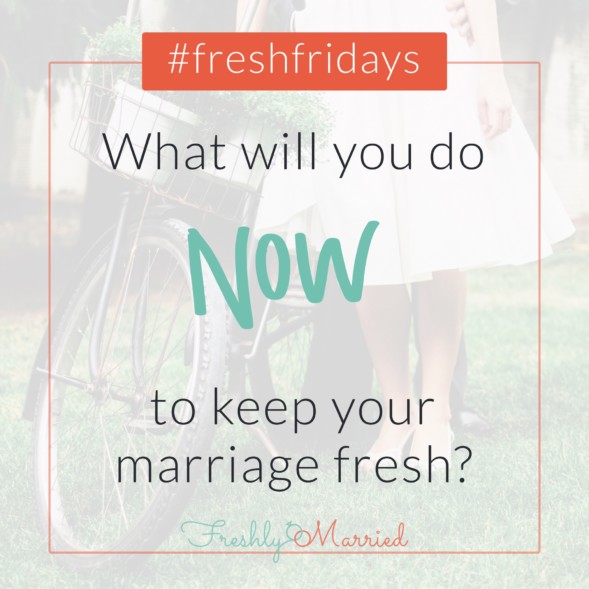 #freshfridays
What will you do
NOW
to keep your
marriage fresh?
Freshly Married